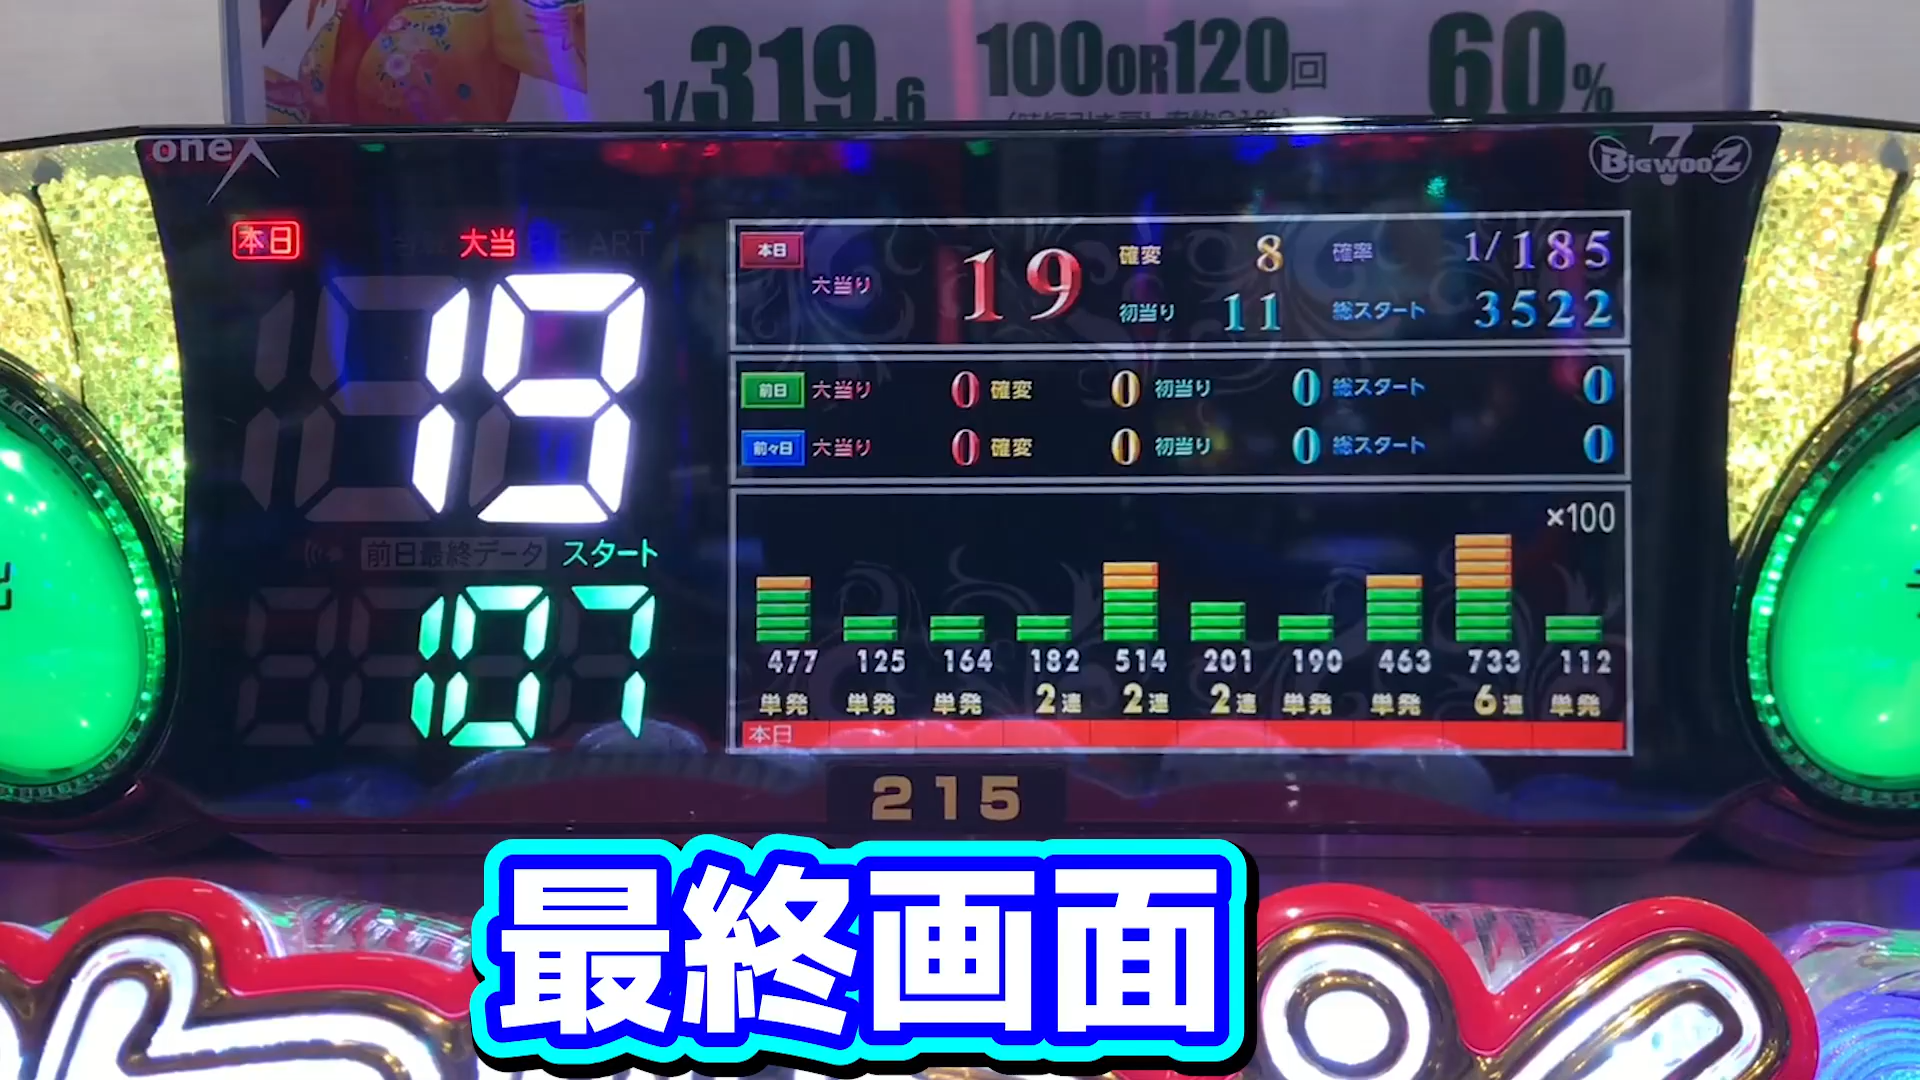 1/319.6 100OR120回 60%
oneA
BIGWOOZ
本日 大当
19
前日最終データ スタート
107
本日 大当り 19 確変 8 確率 1/185
初当り 11 総スタート 3522
前日 大当り 0 確変 0 初当り 0 総スタート 0
前々日 大当り 0 確変 0 初当り 0 総スタート 0
×100
477 125 164 182 514 201 190 463 733 112
単発 単発 単発 2連 2連 2連 単発 単発 6連 単発
本日
215
最終画面